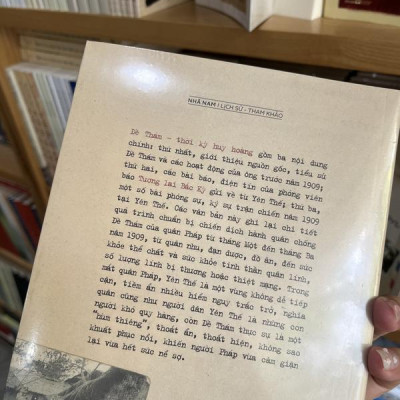 NHÃ NAM | LỊCH SỬ - THAM KHẢO
Đề Thám - thời kỳ huy hoàng gồm ba nội dung
chính: thứ nhất, giới thiệu nguồn gốc, tiểu sử
Đề Thám và các hoạt động của ông trước năm 1909;
thứ hai, các bài báo, điện tín của phóng viên
báo Tương lai Bắc Kỳ gửi về từ Yên Thế; thứ ba,
một số bài phóng sự, ký sự trận chiến năm 1909
tại Yên Thế. Các văn bản này ghi lại chi tiết
quá trình chuẩn bị chiến dịch hành quân chống
Đề Thám của quân Pháp từ tháng Một đến tháng Ba
năm 1909, từ quân nhu, đạn dược, đồ ăn, đến sức
khỏe thể chất và sức khỏe tinh thần quân lính,
số lượng lính bị thương hoặc thiệt mạng. Trong
mắt quân Pháp, Yên Thế là một vùng không dễ tiếp
cận, tiềm ẩn nhiều hiểm nguy trắc trở, nghĩa
quân cũng như người dân Yên Thế là những con
người khó quy hàng, còn Đề Thám thực sự là một
"hùm thiêng", thoắt ẩn, thoắt hiện, không sao
khuất phục nổi, khiến người Pháp vừa căm giận
lại vừa hết sức nể sợ.